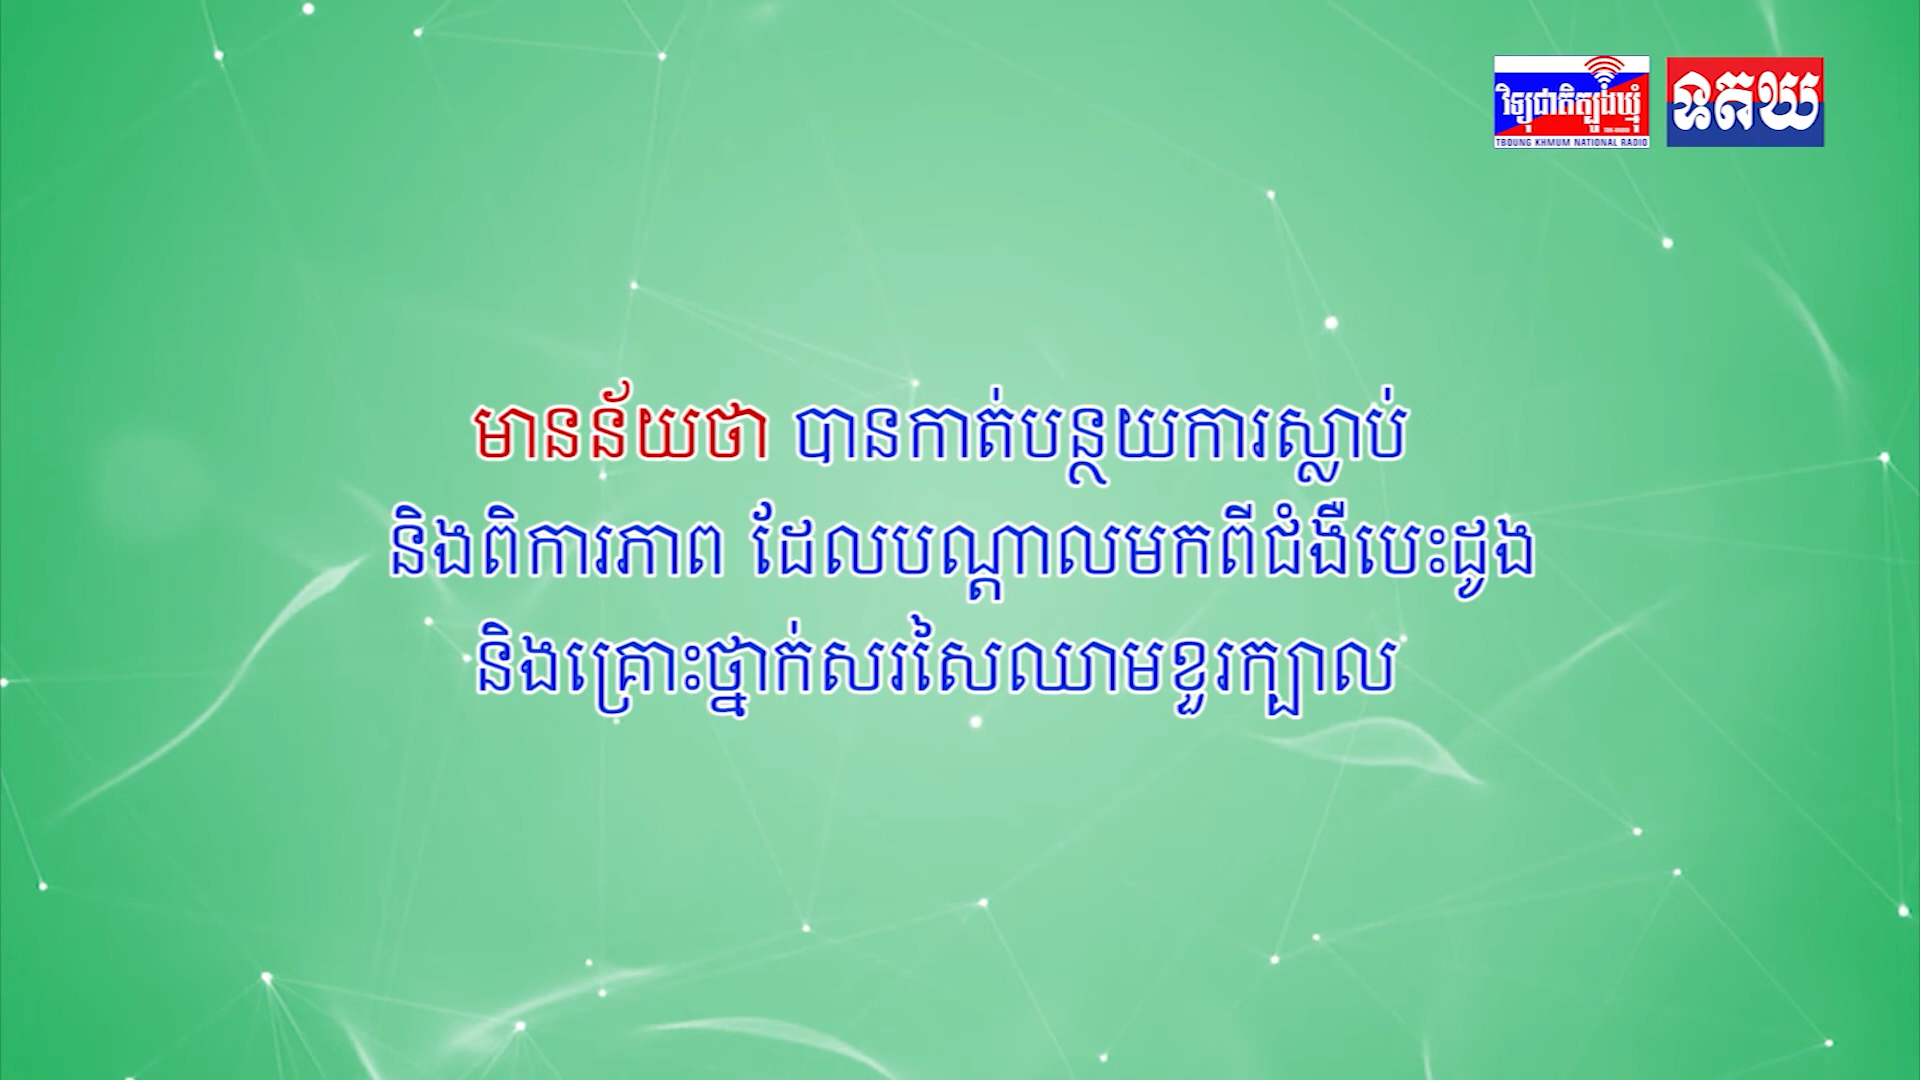 វិទ្យុជាតិត្បូងឃ្មុំ
TBOUNG KHMUM NATIONAL RADIO
ទតឃ
មានន័យថា បានកាត់បន្ថយការស្លាប់
និងពិការភាព ដែលបណ្តាលមកពីជំងឺបេះដូង
និងគ្រោះថ្នាក់សរសៃឈាមខួរក្បាល